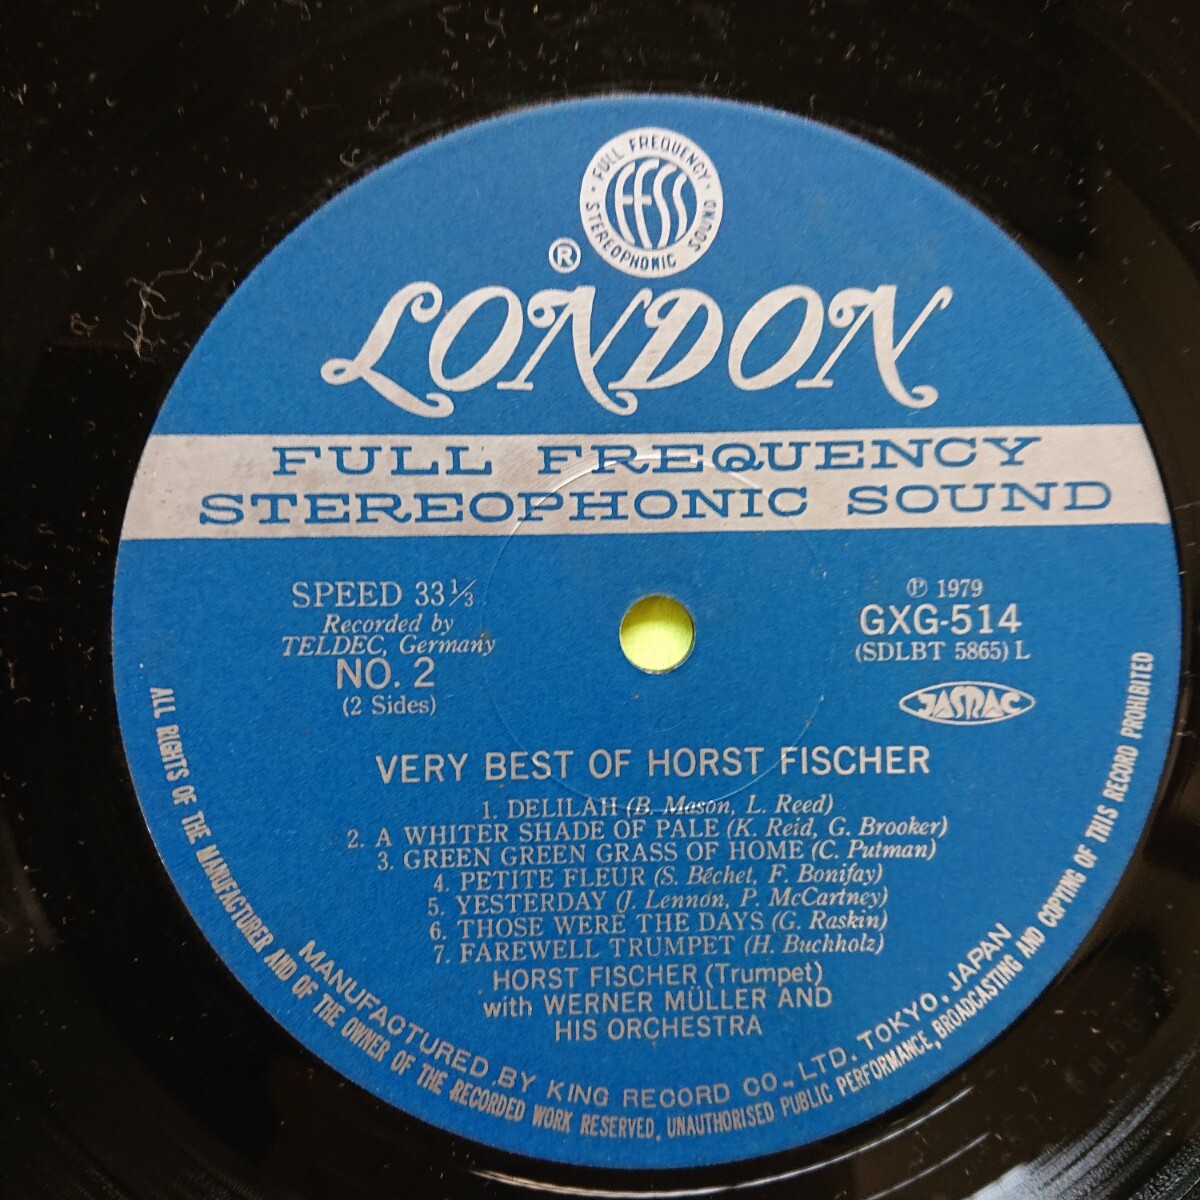 FULL FREQUENCY
FFSS
STEREOPHONIC SOUND
®
LONDON
FULL FREQUENCY
STEREOPHONIC SOUND
SPEED 33⅓
Recorded by
TELDEC, Germany
NO. 2
(2 Sides)
℗ 1979
GXG-514
(SDLBT 5865) L
JASRAC
VERY BEST OF HORST FISCHER
1. DELILAH (B. Mason, L. Reed)
2. A WHITER SHADE OF PALE (K. Reid, G. Brooker)
3. GREEN GREEN GRASS OF HOME (C. Putman)
4. PETITE FLEUR (S. Béchet, F. Bonifay)
5. YESTERDAY (J. Lennon, P. McCartney)
6. THOSE WERE THE DAYS (G. Raskin)
7. FAREWELL TRUMPET (H. Buchholz)
HORST FISCHER (Trumpet)
with WERNER MÜLLER AND
HIS ORCHESTRA
MANUFACTURED BY KING RECORD CO., LTD. TOKYO, JAPAN
ALL RIGHTS OF THE MANUFACTURER AND OF THE OWNER OF THE RECORDED WORK RESERVED. UNAUTHORISED PUBLIC PERFORMANCE, BROADCASTING AND COPYING OF THIS RECORD PROHIBITED